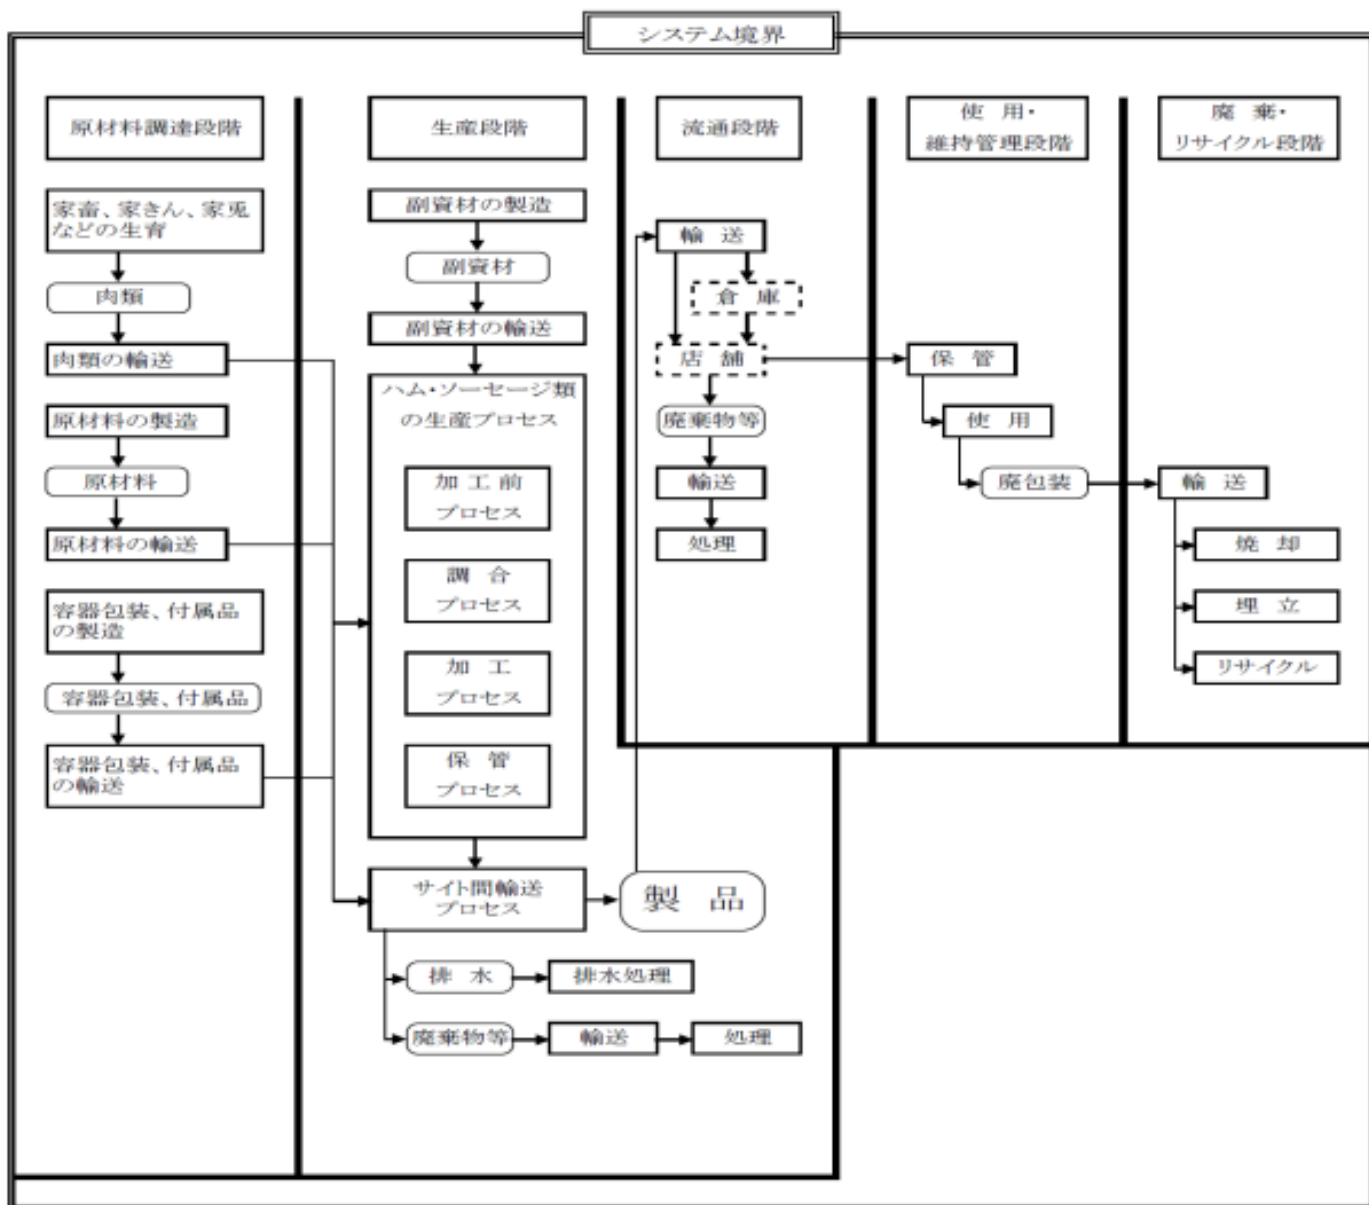 システム境界
原材料調達段階
家畜、家きん、家兎
などの生育
肉類
肉類の輸送
原材料の製造
原材料
原材料の輸送
容器包装、付属品
の製造
容器包装、付属品
容器包装、付属品
の輸送
生産段階
副資材の製造
副資材
副資材の輸送
ハム・ソーセージ類
の生産プロセス
加工前
プロセス
調合
プロセス
加工
プロセス
保管
プロセス
サイト間輸送
プロセス
製品
排水
排水処理
廃棄物等
輸送
処理
流通段階
輸送
倉庫
店舗
廃棄物等
輸送
処理
使用・
維持管理段階
保管
使用
廃包装
廃棄・
リサイクル段階
輸送
焼却
埋立
リサイクル